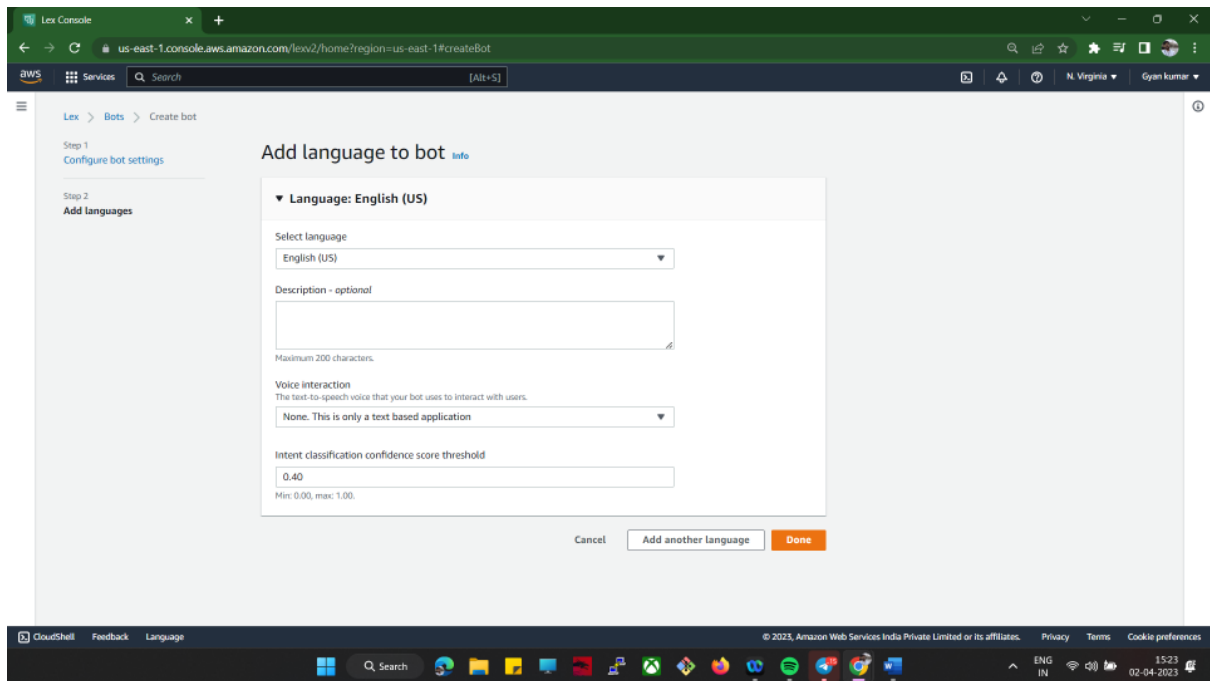 Lex Console
us-east-1.console.aws.amazon.com/lexv2/home?region=us-east-1#createBot
aws Services Search [Alt+S] N. Virginia Gyan kumar
Lex > Bots > Create bot
Step 1
Configure bot settings
Step 2
Add languages
Add language to bot Info
Language: English (US)
Select language
English (US)
Description - optional
Maximum 200 characters.
Voice interaction
The text-to-speech voice that your bot uses to interact with users.
None. This is only a text based application
Intent classification confidence score threshold
0.40
Min: 0.00, max: 1.00.
Cancel Add another language Done
CloudShell Feedback Language © 2023, Amazon Web Services India Private Limited or its affiliates. Privacy Terms Cookie preferences
Search ENG 15:23
IN 02-04-2023